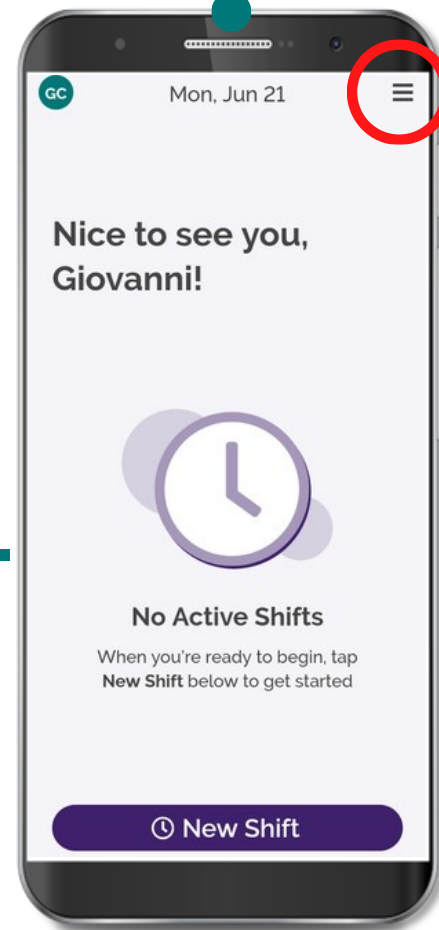 GC
Mon, Jun 21
Nice to see you,
Giovanni!
No Active Shifts
When you're ready to begin, tap
New Shift below to get started
New Shift